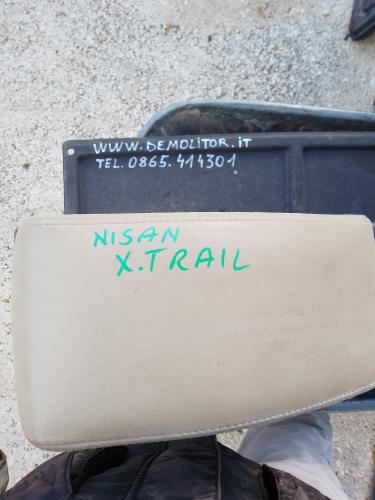 WWW.DEMOLITOR.IT
TEL. 0865.414301
NISAN
X.TRAIL